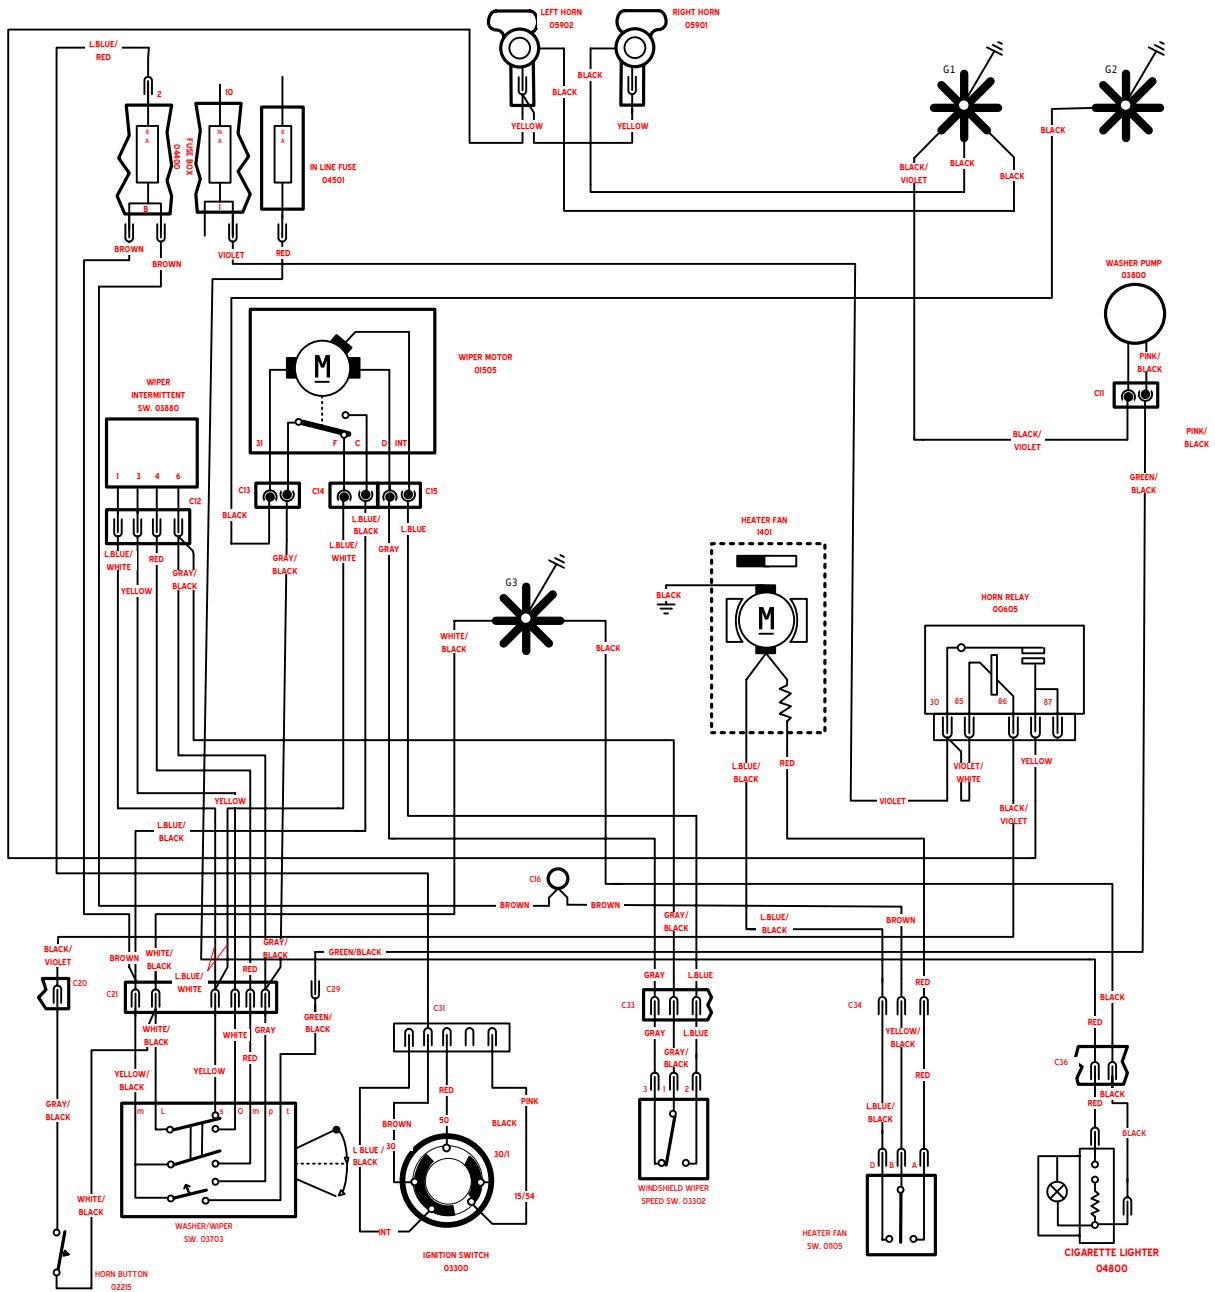 LEFT HORN
05902
RIGHT HORN
05901
L.BLUE/
RED
2
10
8
A
16
A
8
A
FUSE BOX
04400
IN LINE FUSE
04501
B
I
BROWN
BROWN
VIOLET
RED
YELLOW
YELLOW
BLACK
BLACK
G1
G2
BLACK
BLACK/
VIOLET
BLACK
BLACK
WASHER PUMP
03800
PINK/
BLACK
C11
BLACK/
VIOLET
PINK/
BLACK
GREEN/
BLACK
WIPER MOTOR
01505
M
31
F
C
D
INT
WIPER
INTERMITTENT
SW. 03880
1
3
4
6
C12
C13
C14
C15
BLACK
L.BLUE/
BLACK
L.BLUE
L.BLUE/
WHITE
GRAY
GRAY/
BLACK
L.BLUE/
WHITE
RED
GRAY/
BLACK
YELLOW
HEATER FAN
1401
M
BLACK
G3
WHITE/
BLACK
BLACK
HORN RELAY
00605
30
85
86
87
VIOLET/
WHITE
YELLOW
L.BLUE/
BLACK
RED
VIOLET
BLACK/
VIOLET
YELLOW
L.BLUE/
BLACK
C16
BROWN
BROWN
GRAY/
BLACK
L.BLUE/
BLACK
BROWN
BLACK/
VIOLET
BROWN
WHITE/
BLACK
L.BLUE/
WHITE
RED
GRAY/
BLACK
GREEN/BLACK
GRAY
L.BLUE
RED
BLACK
C20
C21
C29
C31
C33
C34
C36
WHITE/
BLACK
WHITE
GRAY
GREEN/
BLACK
GRAY
L.BLUE
GRAY/
BLACK
YELLOW/
BLACK
RED
RED
YELLOW/
BLACK
YELLOW
RED
RED
PINK
3
1
2
RED
BLACK
RED
GRAY/
BLACK
m
L
s
O
m
p
t
BROWN
50
BLACK
30
30/1
L BLUE /
BLACK
L.BLUE/
BLACK
BLACK
D
B
A
WHITE/
BLACK
15/54
INT
WASHER/WIPER
SW. 03703
IGNITION SWITCH
03300
WINDSHIELD WIPER
SPEED SW. 03302
HEATER FAN
SW. 01105
CIGARETTE LIGHTER
04800
HORN BUTTON
02215